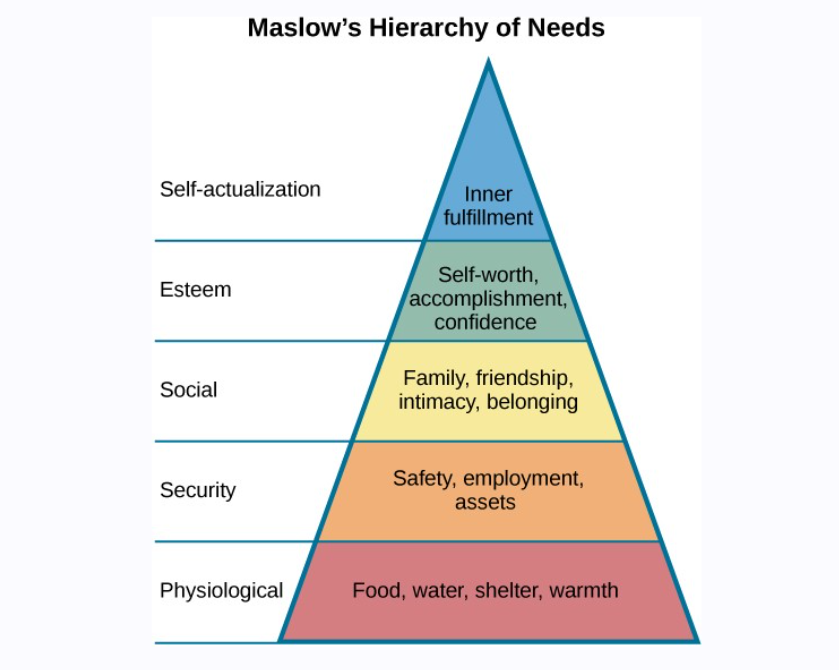 Maslow’s Hierarchy of Needs
Self-actualization
Inner
fulfillment
Esteem
Self-worth,
accomplishment,
confidence
Social
Family, friendship,
intimacy, belonging
Security
Safety, employment,
assets
Physiological
Food, water, shelter, warmth